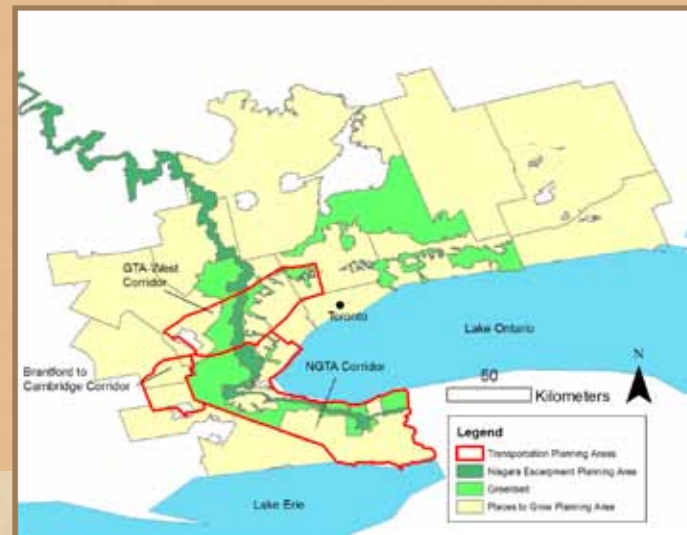 GTA-West
Corridor
Toronto
Lake Ontario
Brantford to
Cambridge Corridor
NGTA Corridor
N
50
Kilometers
Legend
Transportation Planning Areas
Niagara Escarpment Planning Area
Greenbelt
Places to Grow Planning Area
Lake Erie